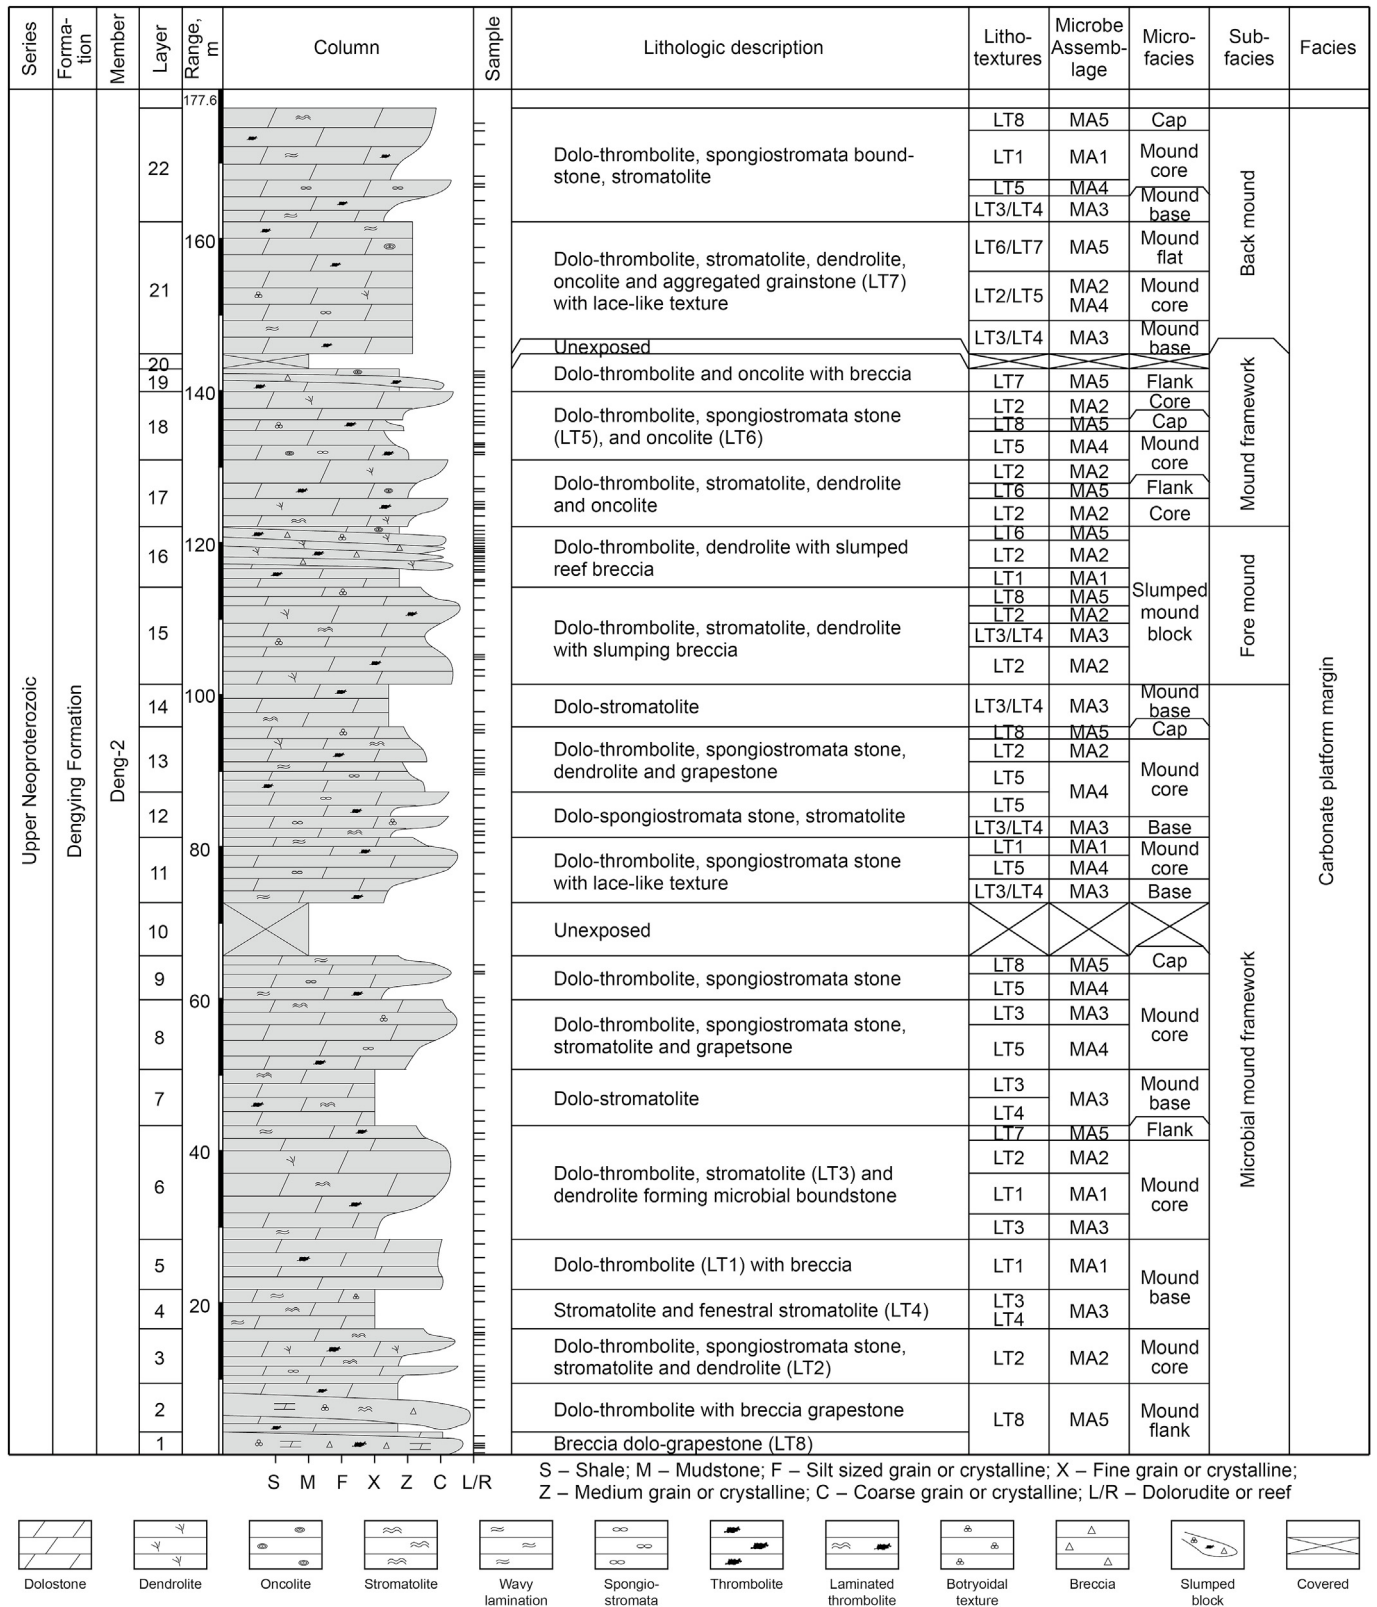 Series
Forma-
tion
Member
Layer
Range,
m
Column
Sample
Lithologic description
Litho-
textures
Microbe
Assemb-
lage
Micro-
facies
Sub-
facies
Facies
177.6
160
140
120
100
80
60
40
20
Upper Neoproterozoic
Dengying Formation
Deng-2
22
Dolo-thrombolite, spongiostromata bound-
stone, stromatolite
LT8 MA5 Cap
LT1 MA1 Mound
core
LT5 MA4
LT3/LT4 MA3 Mound
base
21
Dolo-thrombolite, stromatolite, dendrolite,
oncolite and aggregated grainstone (LT7)
with lace-like texture
LT6/LT7 MA5 Mound
flat
LT2/LT5 MA2
MA4 Mound
core
LT3/LT4 MA3 Mound
base
Back mound
20
Unexposed
19
Dolo-thrombolite and oncolite with breccia
LT7 MA5 Flank
18
Dolo-thrombolite, spongiostromata stone
(LT5), and oncolite (LT6)
LT2 MA2 Core
LT8 MA5 Cap
LT5 MA4 Mound
core
17
Dolo-thrombolite, stromatolite, dendrolite
and oncolite
LT2 MA2
LT6 MA5 Flank
LT2 MA2 Core
Mound framework
16
Dolo-thrombolite, dendrolite with slumped
reef breccia
LT6 MA5
LT2 MA2
LT1 MA1
15
Dolo-thrombolite, stromatolite, dendrolite
with slumping breccia
LT8 MA5
LT2 MA2
LT3/LT4 MA3
LT2 MA2
Slumped
mound
block
Fore mound
14
Dolo-stromatolite
LT3/LT4 MA3 Mound
base
13
Dolo-thrombolite, spongiostromata stone,
dendrolite and grapestone
LT8 MA5 Cap
LT2 MA2
LT5
MA4
Mound
core
12
Dolo-spongiostromata stone, stromatolite
LT5
LT3/LT4 MA3 Base
11
Dolo-thrombolite, spongiostromata stone
with lace-like texture
LT1 MA1 Mound
core
LT5 MA4
LT3/LT4 MA3 Base
10
Unexposed
9
Dolo-thrombolite, spongiostromata stone
LT8 MA5 Cap
LT5 MA4
8
Dolo-thrombolite, spongiostromata stone,
stromatolite and grapetsone
LT3 MA3
LT5 MA4
Mound
core
7
Dolo-stromatolite
LT3
LT4
MA3
Mound
base
6
Dolo-thrombolite, stromatolite (LT3) and
dendrolite forming microbial boundstone
LT7 MA5 Flank
LT2 MA2
LT1 MA1
LT3 MA3
Mound
core
5
Dolo-thrombolite (LT1) with breccia
LT1 MA1
Mound
base
4
Stromatolite and fenestral stromatolite (LT4)
LT3
LT4
MA3
3
Dolo-thrombolite, spongiostromata stone,
stromatolite and dendrolite (LT2)
LT2 MA2 Mound
core
2
Dolo-thrombolite with breccia grapestone
LT8 MA5 Mound
flank
1
Breccia dolo-grapestone (LT8)
Microbial mound framework
Carbonate platform margin
S M F X Z C L/R
S – Shale; M – Mudstone; F – Silt sized grain or crystalline; X – Fine grain or crystalline;
Z – Medium grain or crystalline; C – Coarse grain or crystalline; L/R – Dolorudite or reef
Dolostone
Dendrolite
Oncolite
Stromatolite
Wavy
lamination
Spongio-
stromata
Thrombolite
Laminated
thrombolite
Botryoidal
texture
Breccia
Slumped
block
Covered